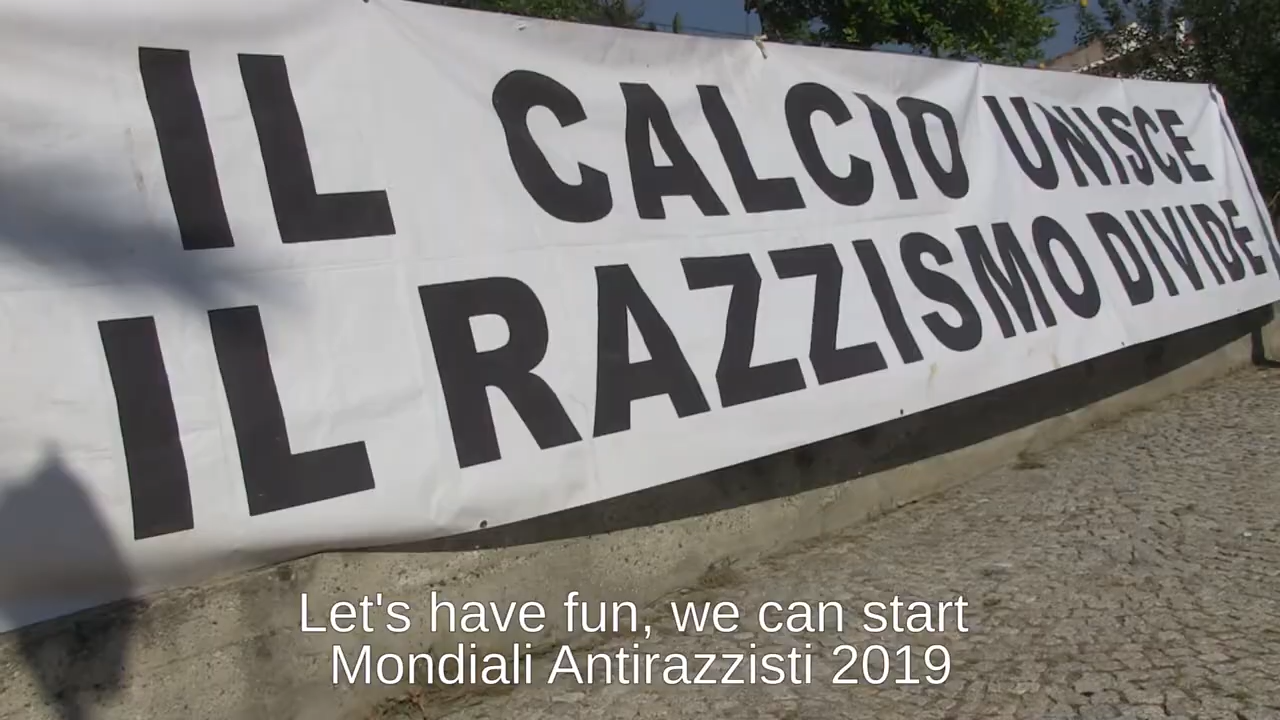 IL CALCIO UNISCE
IL RAZZISMO DIVIDE
Let's have fun, we can start
Mondiali Antirazzisti 2019